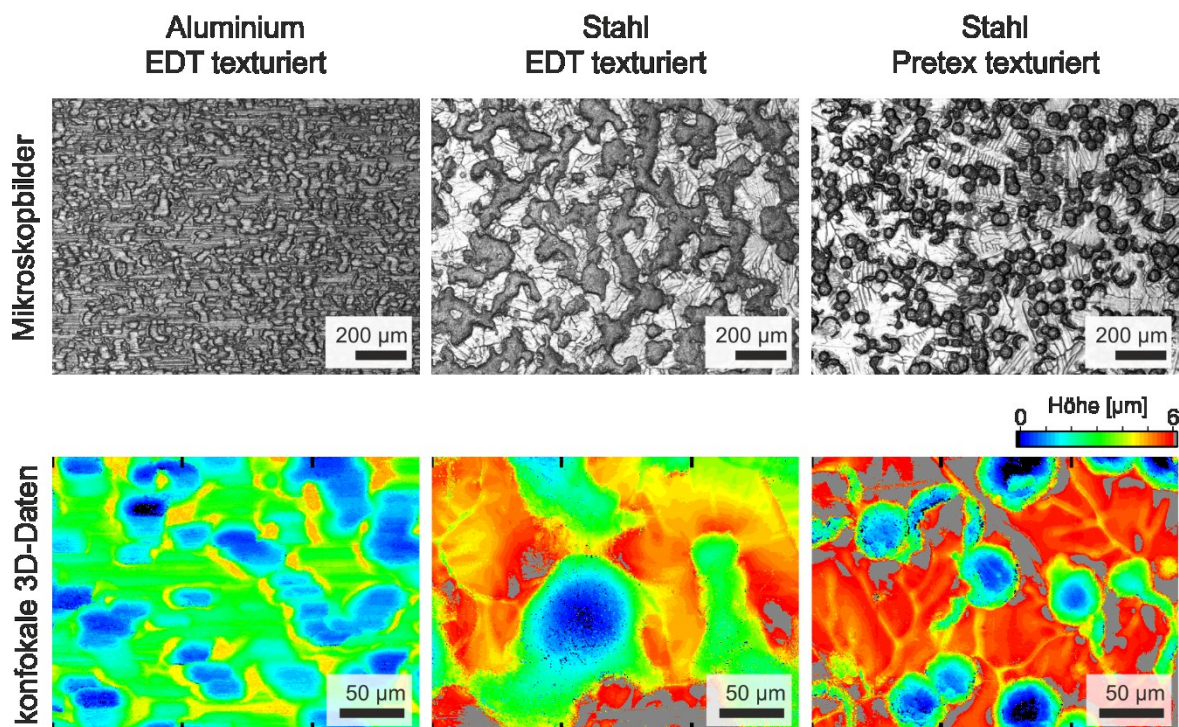 Aluminium
EDT texturiert
Stahl
EDT texturiert
Stahl
Pretex texturiert
Mikroskopbilder
200 µm
200 µm
200 µm
Höhe [µm]
0
6
konfokale 3D-Daten
50 µm
50 µm
50 µm